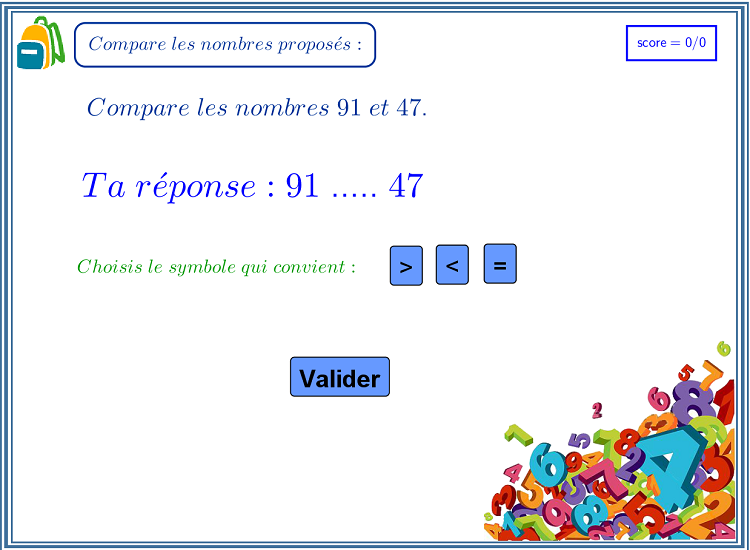 Compare les nombres proposés :
score = 0/0
Compare les nombres 91 et 47.
Ta réponse : 91 ..... 47
Choisis le symbole qui convient :
> < =
Valider